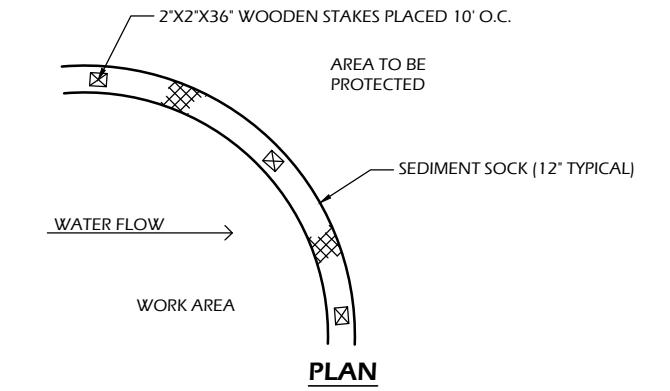 2"X2"X36" WOODEN STAKES PLACED 10' O.C.
AREA TO BE
PROTECTED
SEDIMENT SOCK (12" TYPICAL)
WATER FLOW
WORK AREA
PLAN